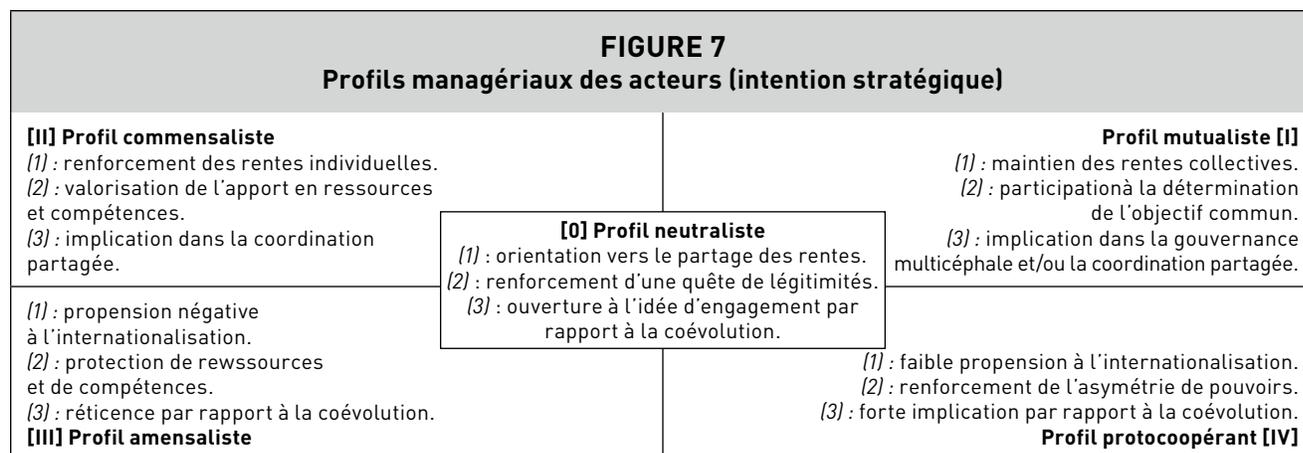 FIGURE 7
Profils managériaux des acteurs (intention stratégique)
[II] Profil commensaliste
(1) : renforcement des rentes individuelles.
(2) : valorisation de l'apport en ressources
et compétences.
(3) : implication dans la coordination
partagée.
Profil mutualiste [I]
(1) : maintien des rentes collectives.
(2) : participationà la détermination
de l'objectif commun.
(3) : implication dans la gouvernance
multicéphale et/ou la coordination partagée.
[0] Profil neutraliste
(1) : orientation vers le partage des rentes.
(2) : renforcement d'une quête de légitimités.
(3) : ouverture à l'idée d'engagement par
rapport à la coévolution.
(1) : propension négative
à l'internationalisation.
(2) : protection de rewssources
et de compétences.
(3) : réticence par rapport à la coévolution.
[III] Profil amensaliste
(1) : faible propension à l'internationalisation.
(2) : renforcement de l'asymétrie de pouvoirs.
(3) : forte implication par rapport à la coévolution.
Profil protocoopérant [IV]